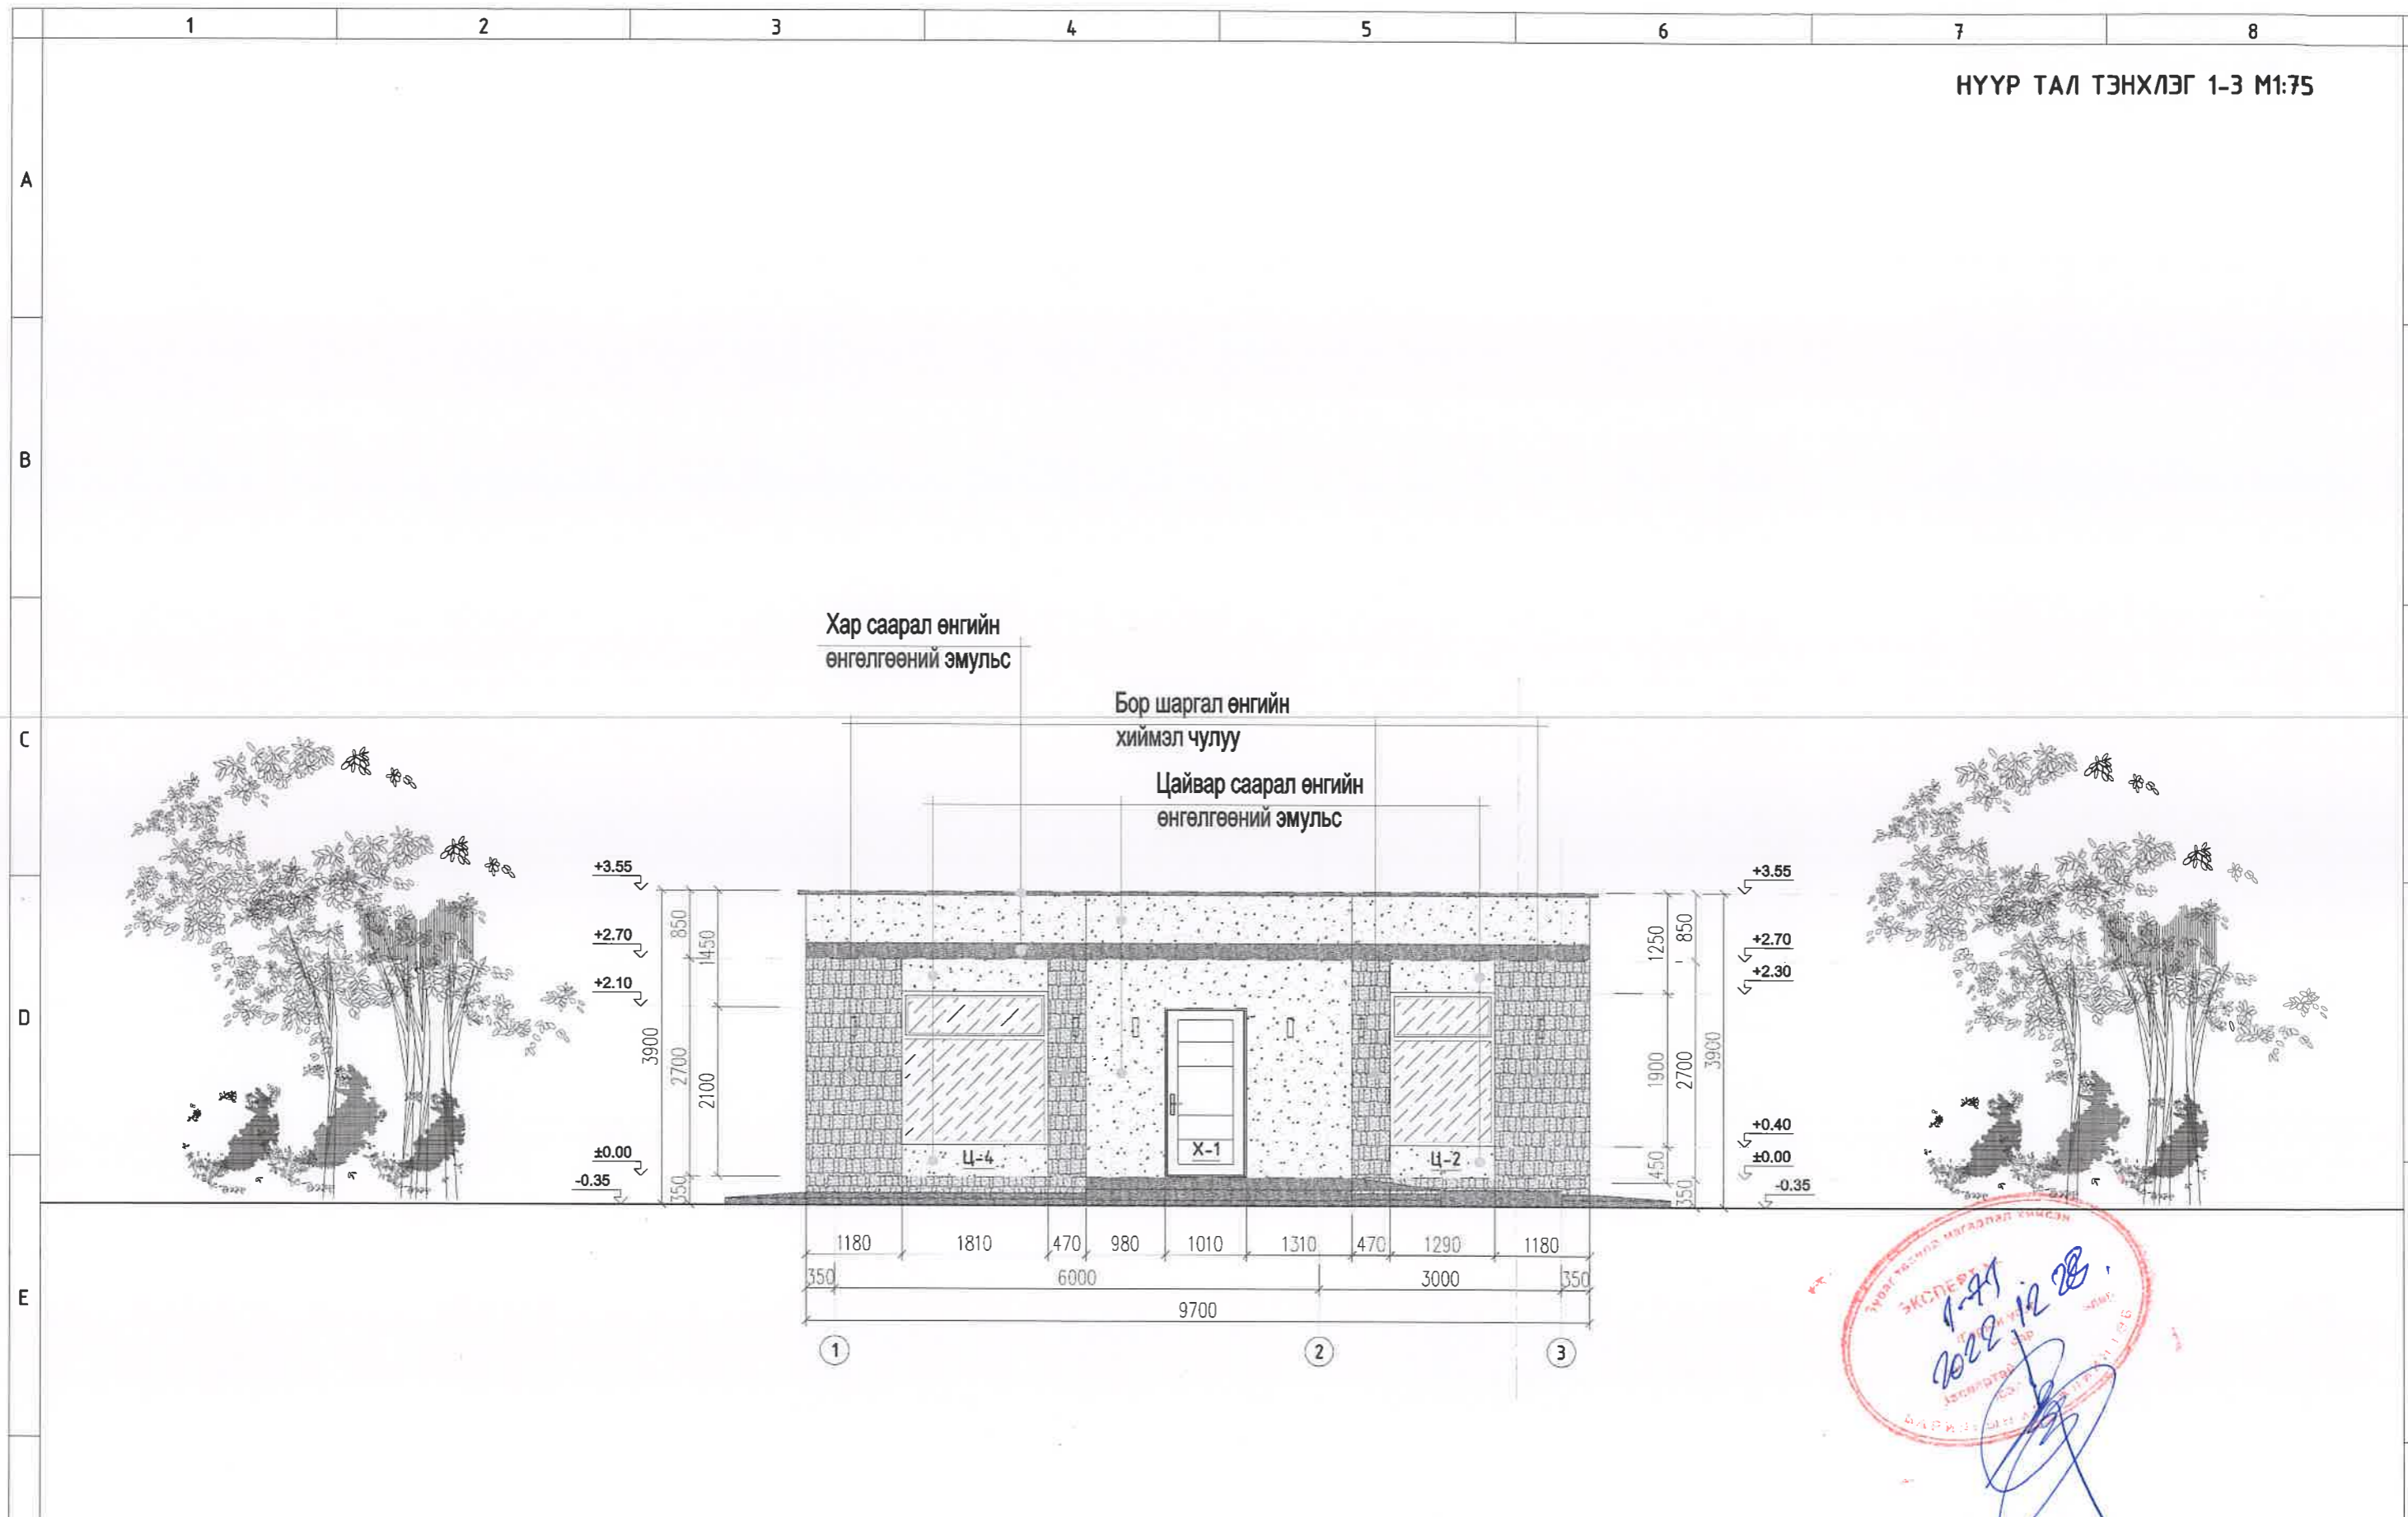 1 2 3 4 5 6 7 8
НҮҮР ТАЛ ТЭНХЛЭГ 1-3 М1:75
A
B
C
D
E
Хар саарал өнгийн
өнгөлгөөний эмульс
Бор шаргал өнгийн
хиймэл чулуу
Цайвар саарал өнгийн
өнгөлгөөний эмульс
+3.55
+2.70
+2.10
±0.00
-0.35
3900
850
2700
350
1450
2100
Ц-4
Х-1
Ц-2
1250
1900
450
850
2700
350
3900
+3.55
+2.70
+2.30
+0.40
±0.00
-0.35
1180 1810 470 980 1010 1310 470 1290 1180
350 6000 3000 350
9700
1 2 3
2022 12 28.